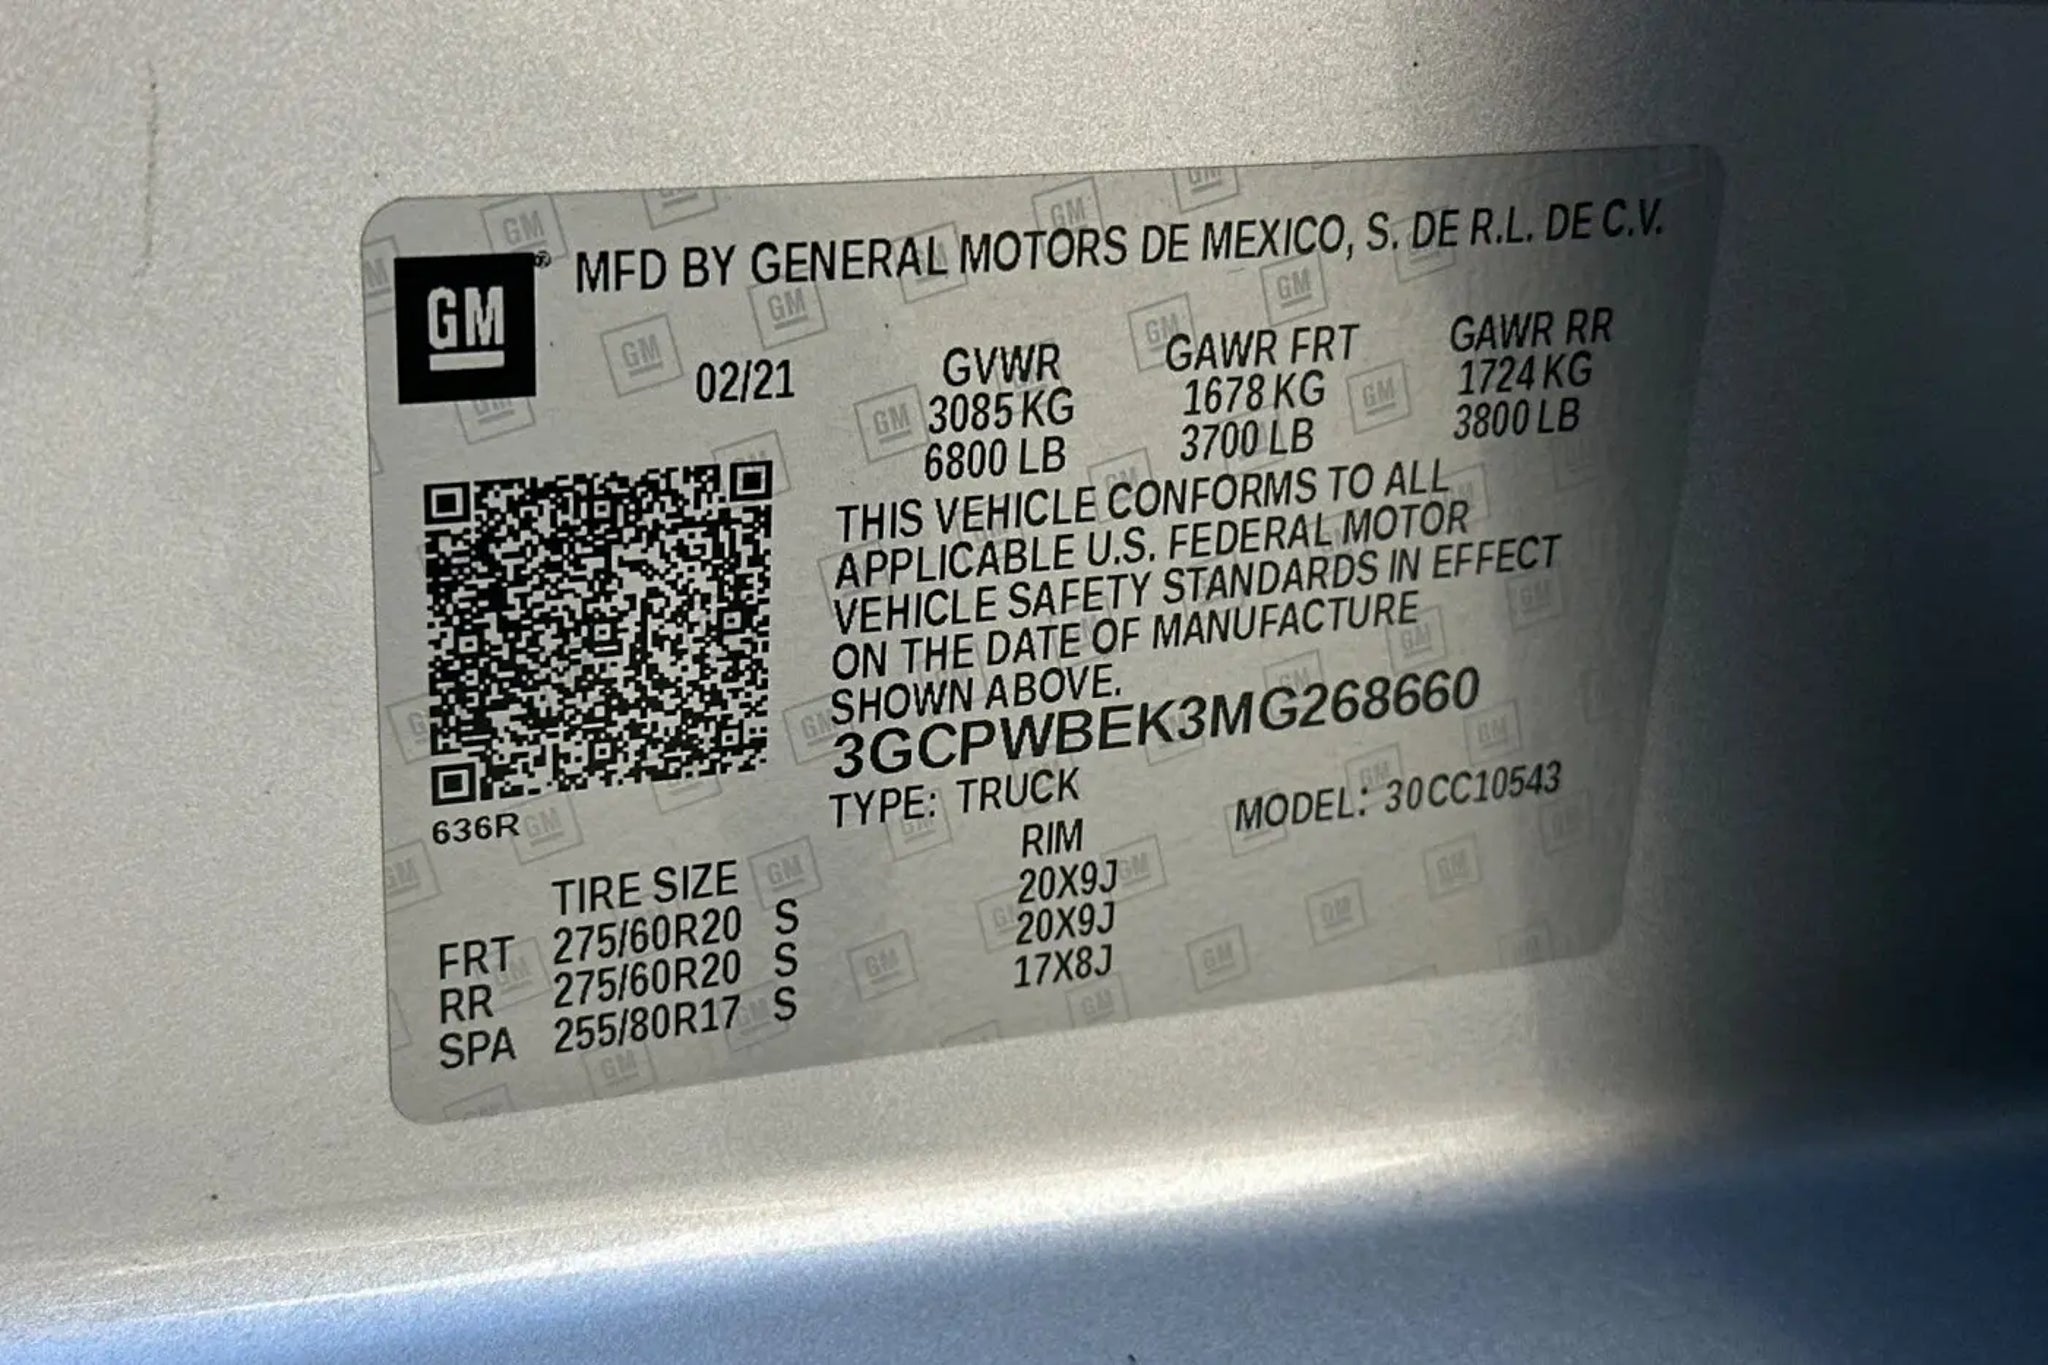 GM® MFD BY GENERAL MOTORS DE MEXICO, S. DE R.L. DE C.V.
02/21
GVWR
3085 KG
6800 LB
GAWR FRT
1678 KG
3700 LB
GAWR RR
1724 KG
3800 LB
THIS VEHICLE CONFORMS TO ALL
APPLICABLE U.S. FEDERAL MOTOR
VEHICLE SAFETY STANDARDS IN EFFECT
ON THE DATE OF MANUFACTURE
SHOWN ABOVE.
3GCPWBEK3MG268660
TYPE: TRUCK MODEL: 30CC10543
636R
TIRE SIZE RIM
FRT 275/60R20 S 20X9J
RR 275/60R20 S 20X9J
SPA 255/80R17 S 17X8J